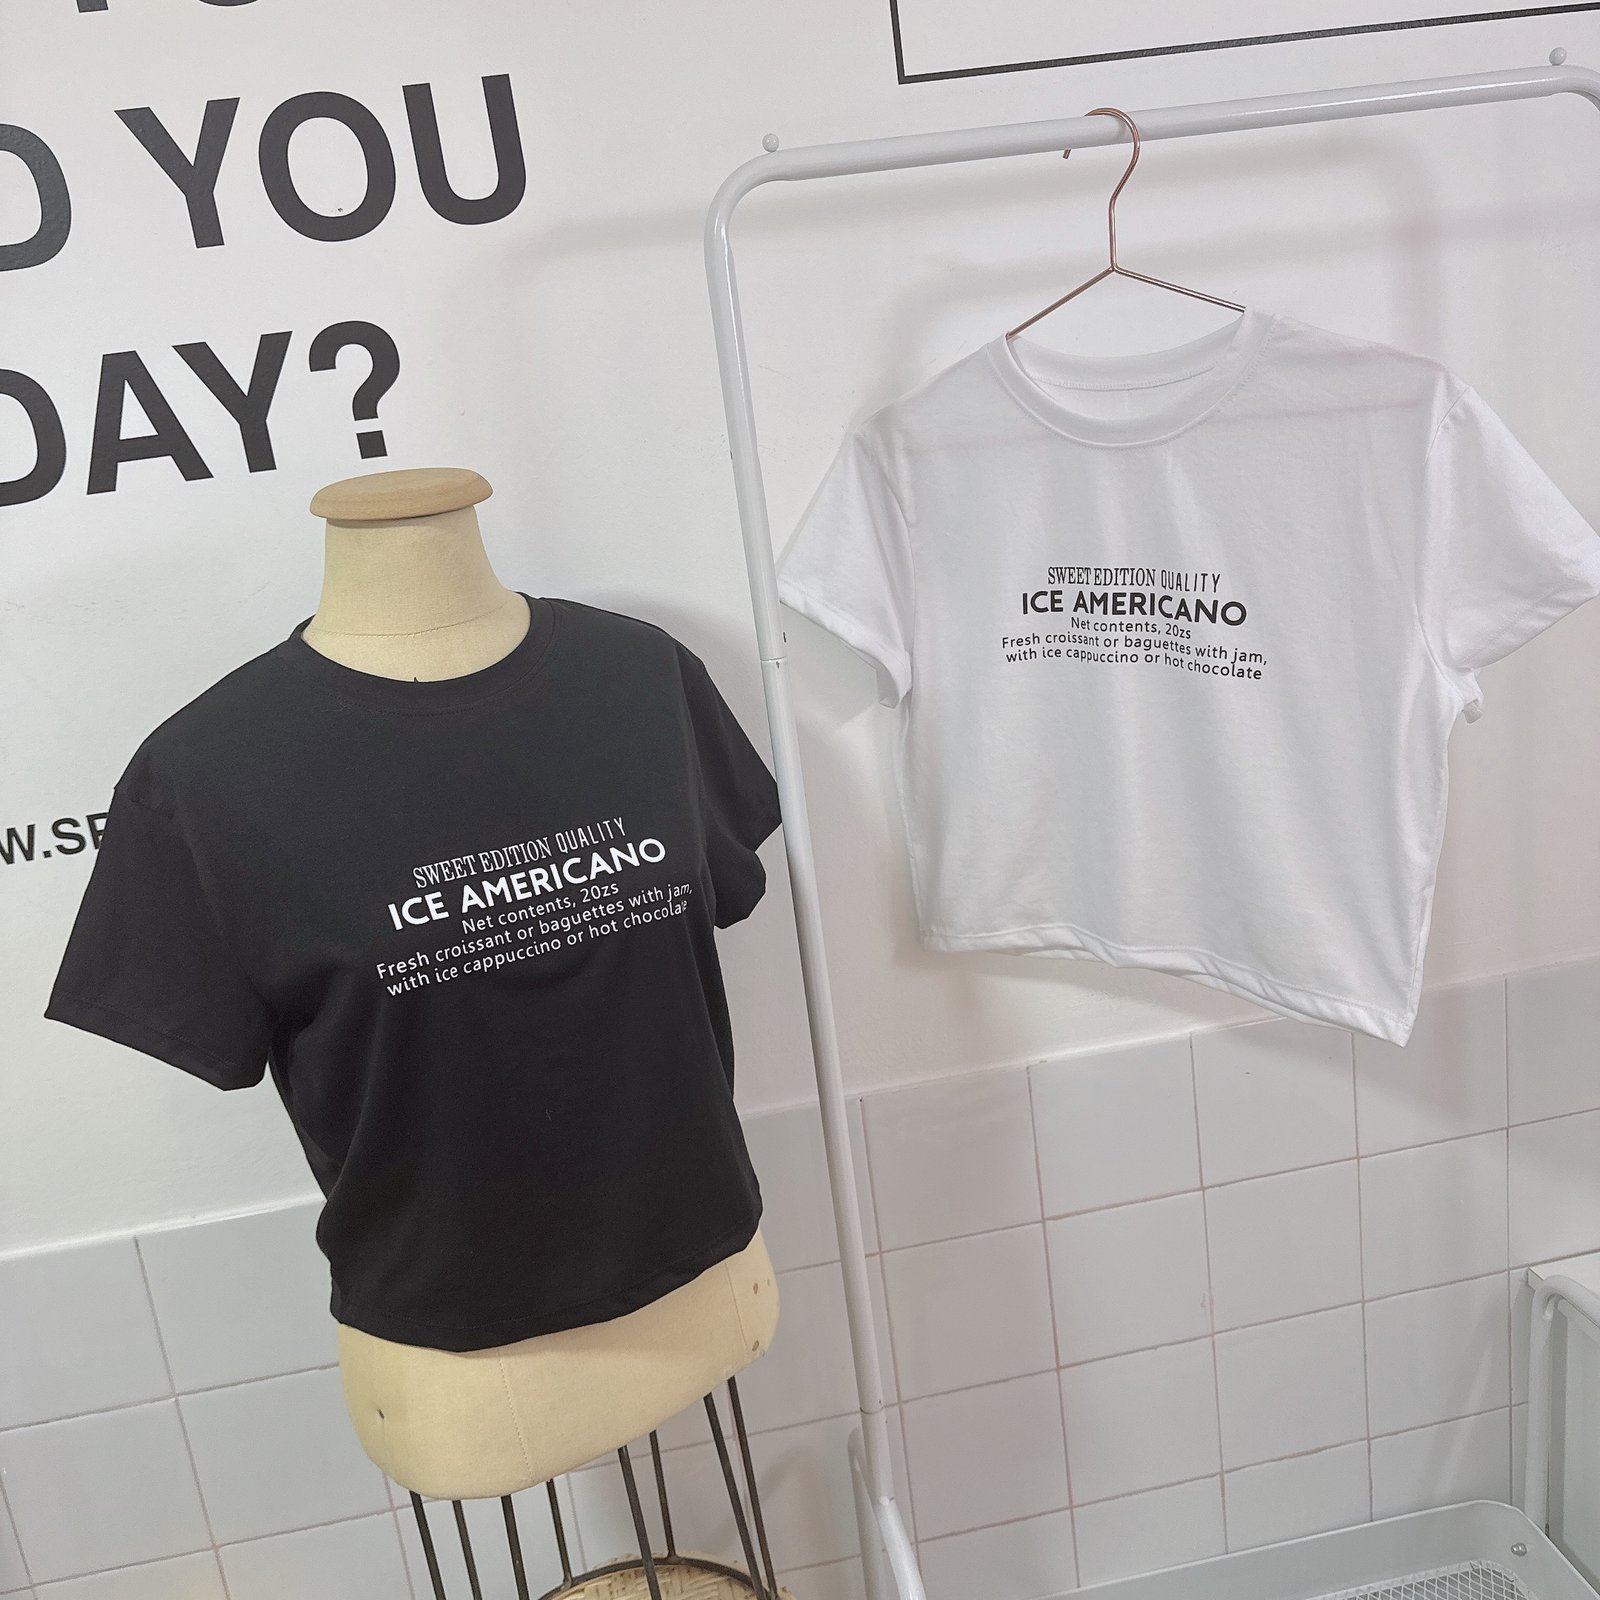 YOU
DAY?
SWEET EDITION QUALITY
ICE AMERICANO
Net contents, 20zs
Fresh croissant or baguettes with jam,
with ice cappuccino or hot chocolate
SWEET EDITION QUALITY
ICE AMERICANO
Net contents, 20zs
Fresh croissant or baguettes with jam,
with ice cappuccino or hot chocolate